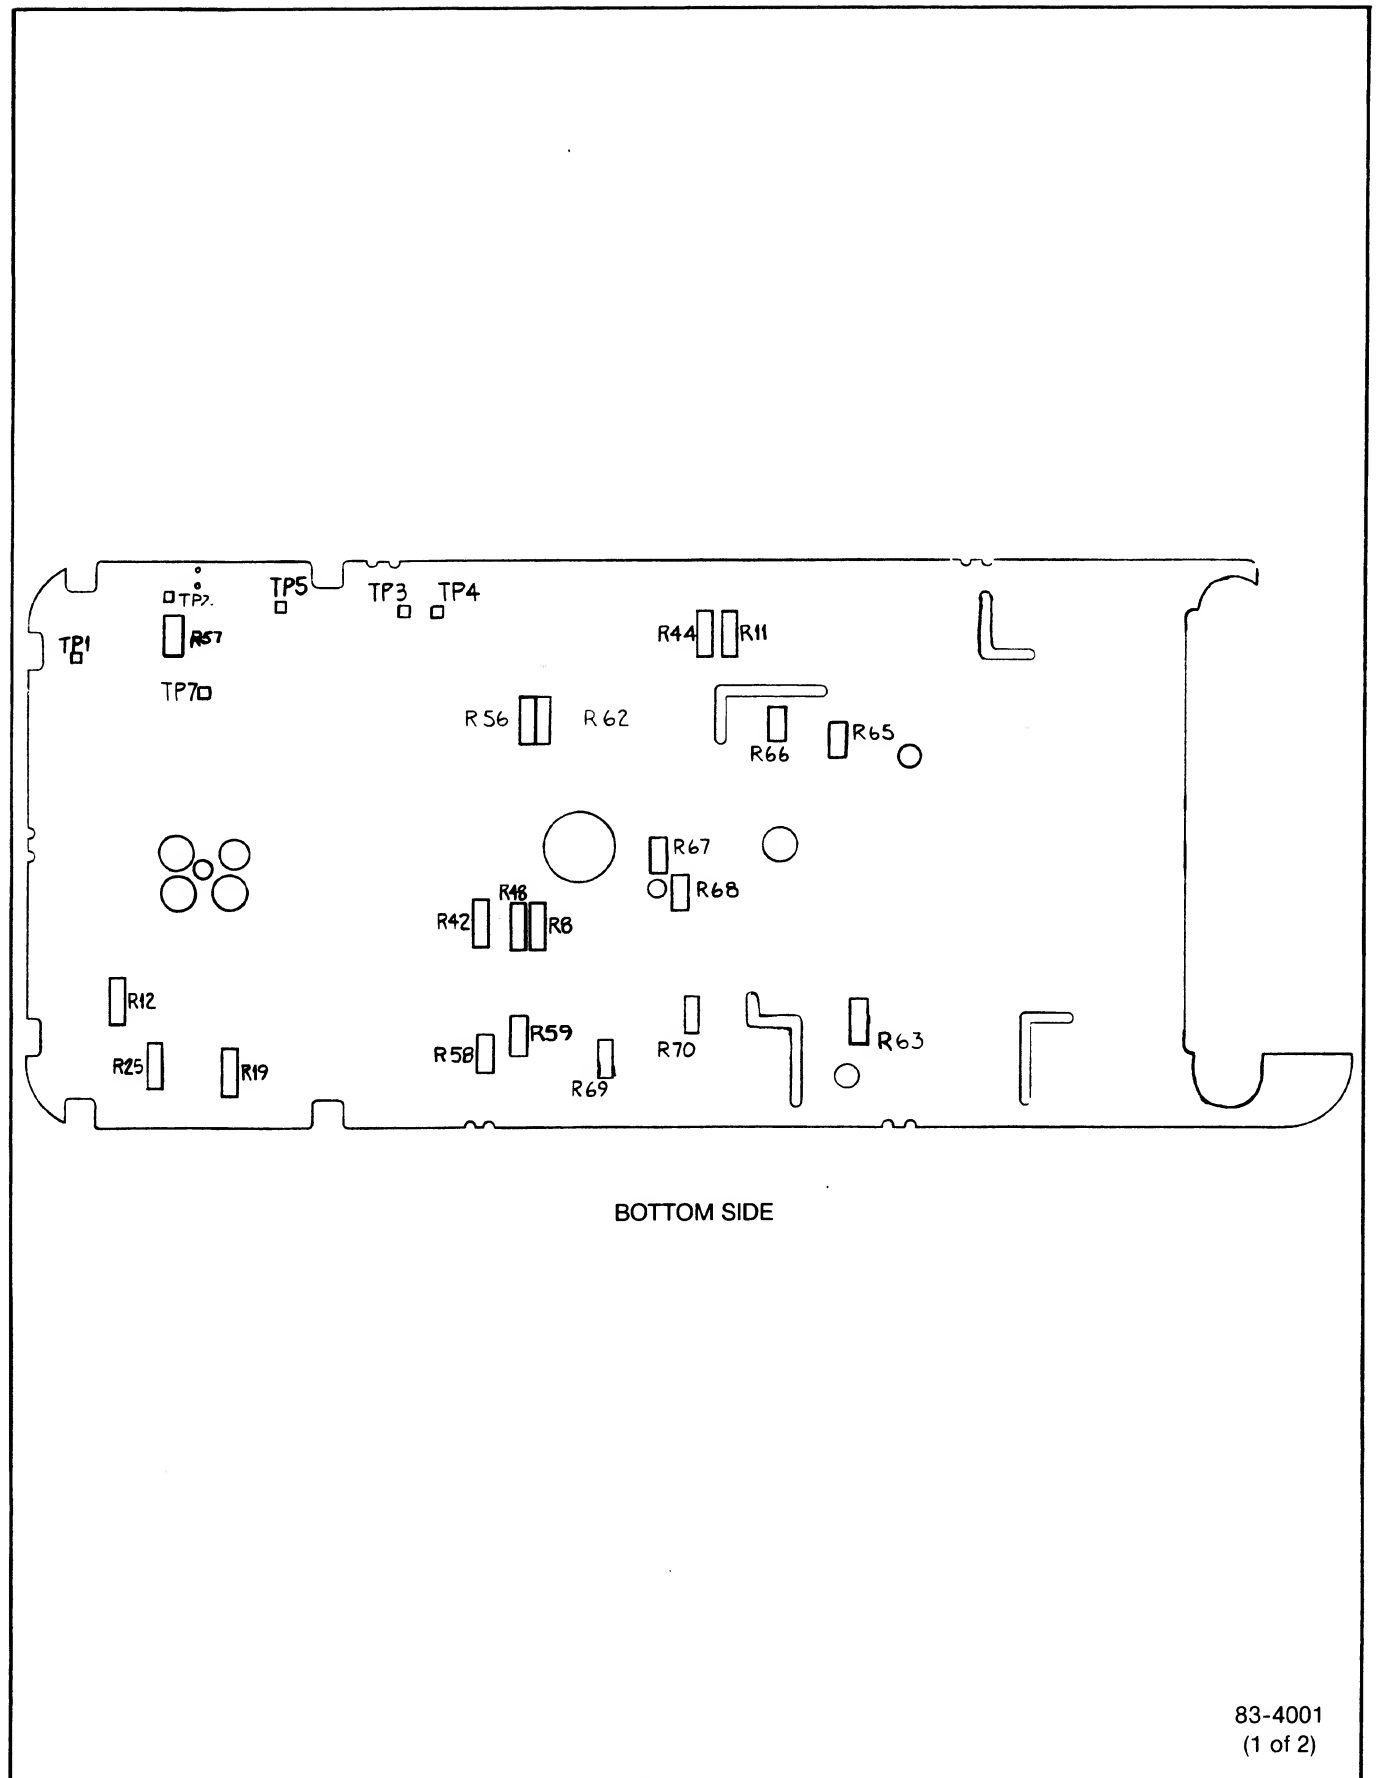 TP5
TP3
TP4
TP2.
R57
TP1
R44
R11
TP7
R56
R62
R65
R66
R67
R68
R48
R42
R8
R12
R59
R63
R58
R70
R25
R19
R69
BOTTOM SIDE
83-4001
(1 of 2)